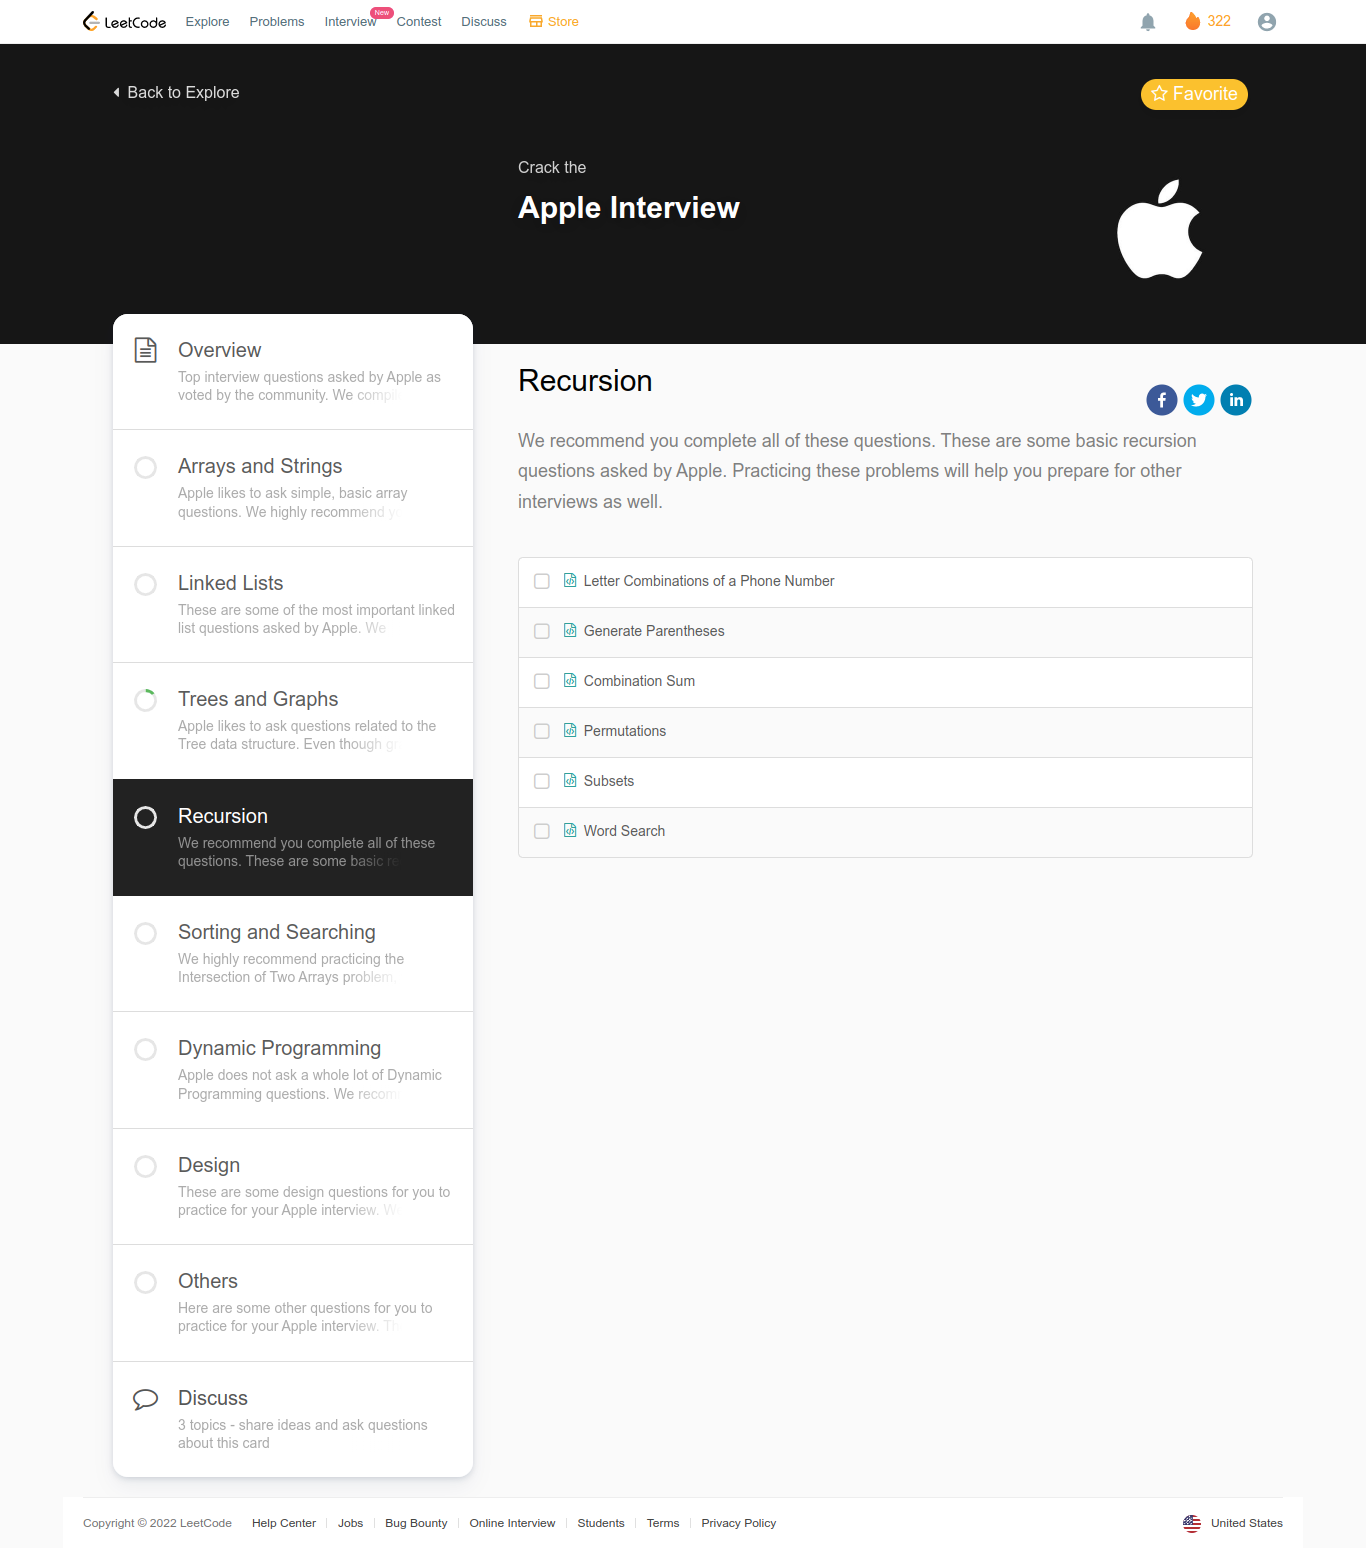 LeetCode Explore Problems Interview New Contest Discuss Store 322
Back to Explore
Favorite
Crack the
Apple Interview
Overview
Top interview questions asked by Apple as
voted by the community. We compi
Arrays and Strings
Apple likes to ask simple, basic array
questions. We highly recommend y
Linked Lists
These are some of the most important linked
list questions asked by Apple. We
Trees and Graphs
Apple likes to ask questions related to the
Tree data structure. Even though gr
Recursion
We recommend you complete all of these
questions. These are some basic re
Sorting and Searching
We highly recommend practicing the
Intersection of Two Arrays problem.
Dynamic Programming
Apple does not ask a whole lot of Dynamic
Programming questions. We recom
Design
These are some design questions for you to
practice for your Apple interview. W
Others
Here are some other questions for you to
practice for your Apple interview. Th
Discuss
3 topics - share ideas and ask questions
about this card
Recursion
We recommend you complete all of these questions. These are some basic recursion
questions asked by Apple. Practicing these problems will help you prepare for other
interviews as well.
Letter Combinations of a Phone Number
Generate Parentheses
Combination Sum
Permutations
Subsets
Word Search
Copyright © 2022 LeetCode Help Center Jobs Bug Bounty Online Interview Students Terms Privacy Policy United States